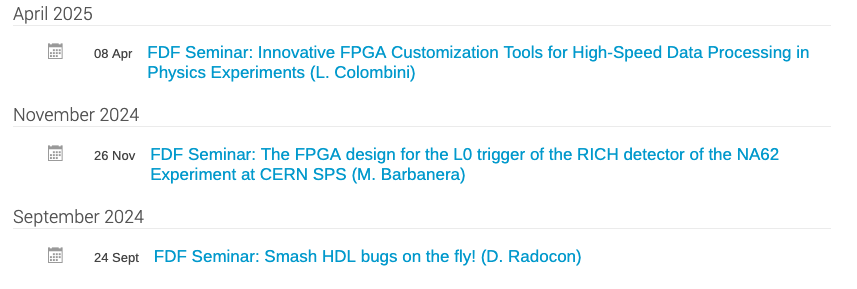 April 2025
08 Apr FDF Seminar: Innovative FPGA Customization Tools for High-Speed Data Processing in
Physics Experiments (L. Colombini)
November 2024
26 Nov FDF Seminar: The FPGA design for the L0 trigger of the RICH detector of the NA62
Experiment at CERN SPS (M. Barbanera)
September 2024
24 Sept FDF Seminar: Smash HDL bugs on the fly! (D. Radocon)